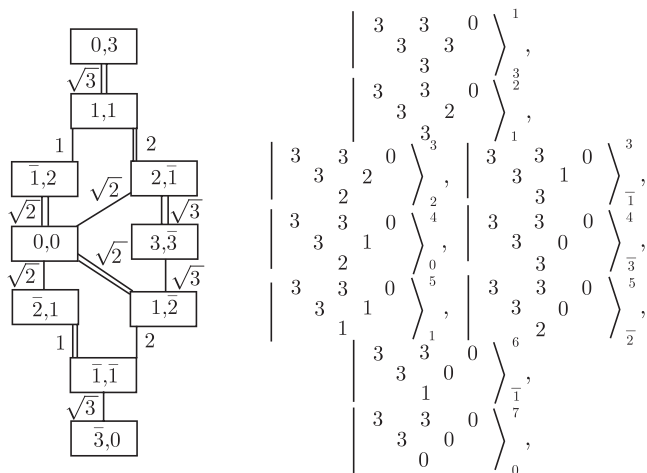 0,3
√3
1,1
1 2
1̄,2 √2 2,1̄
√2 √3
0,0 √2 3,3̄
√2 √3
2̄,1 1,2̄
1 2
1̄,1̄
√3
3̄,0
3 3 0 1
3 3 ,
3 3
3 3 0 2
3 2 ,
3 1
3 3 0 3 3 3 0 3
3 2 , 3 1 ,
2 2 3 1̄
3 3 0 4 3 3 0 4
3 1 , 3 0 ,
2 0 3 3̄
3 3 0 5 3 3 0 5
3 1 , 3 0 ,
1 1 2 2̄
3 3 0 6
3 0 ,
1 1̄
3 3 0 7
3 0 ,
0 0